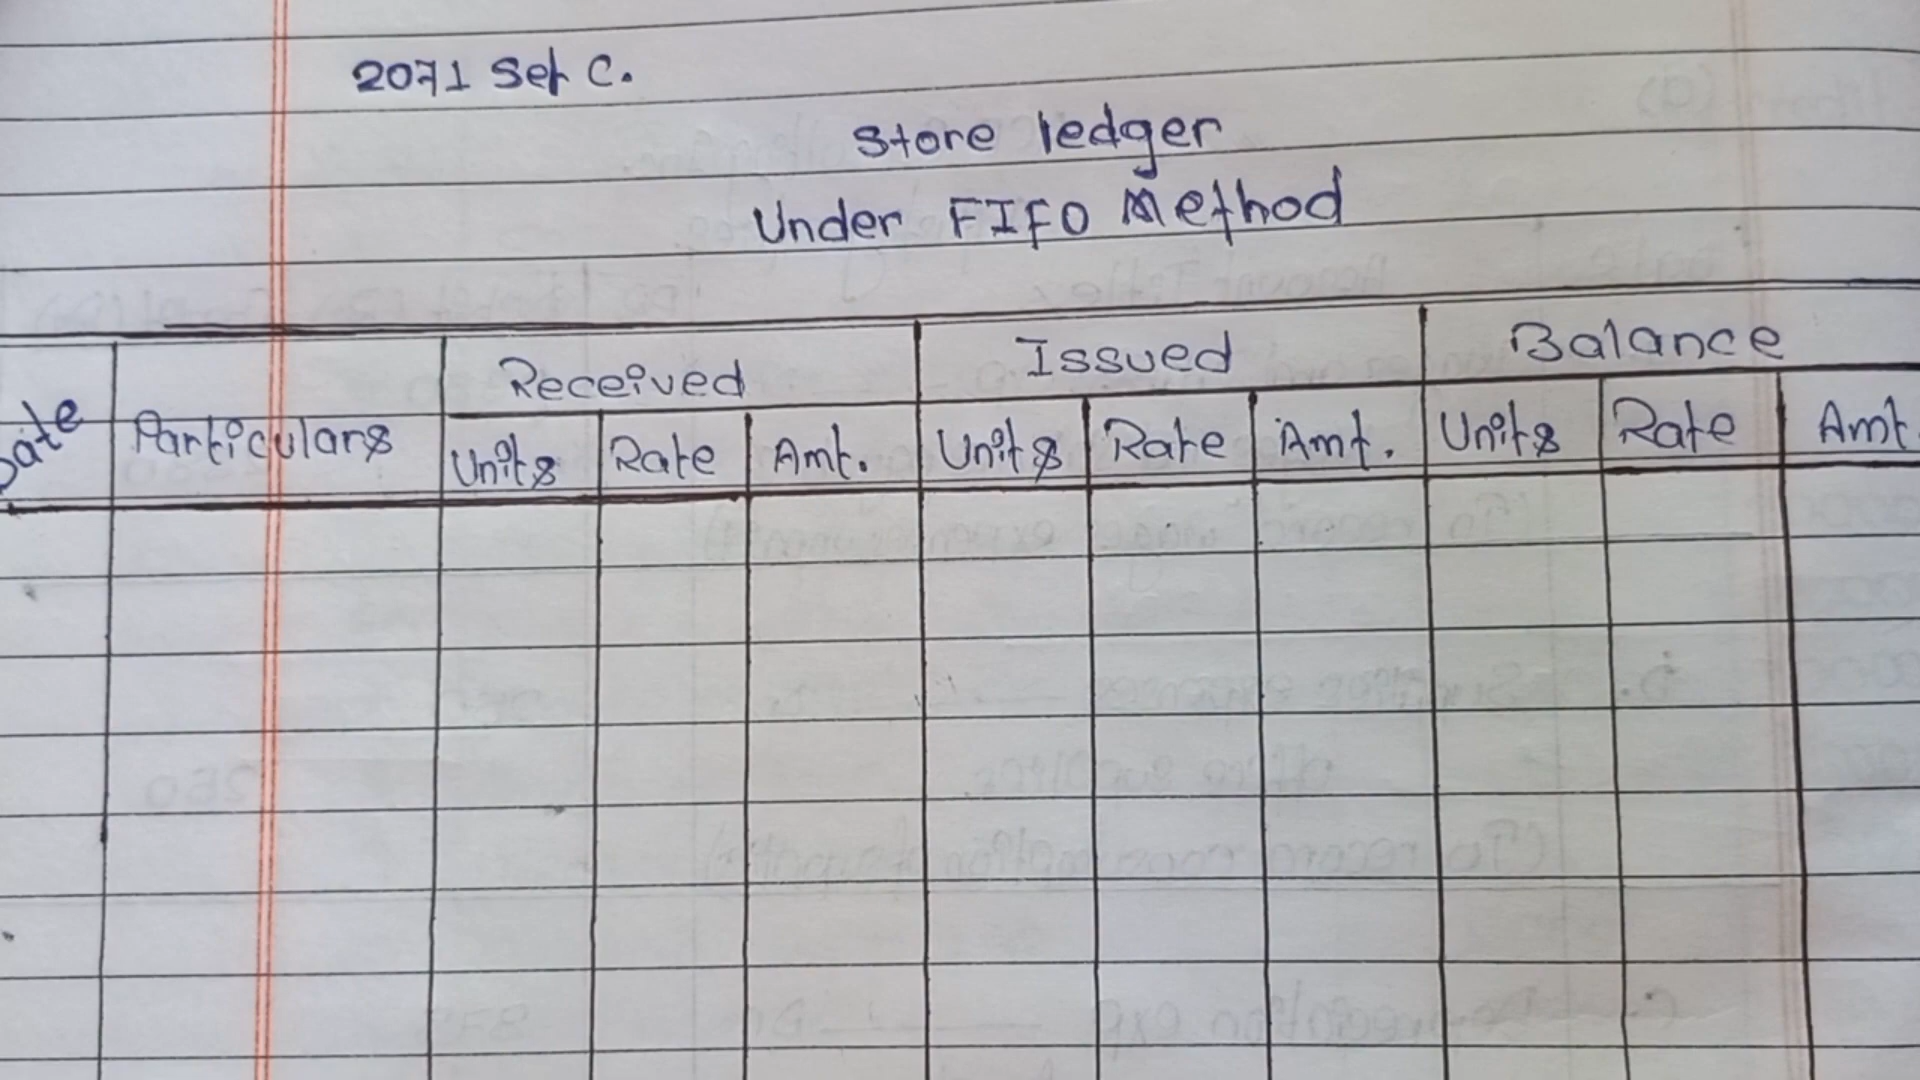 2071 Set C.
Store ledger
Under FIFO Method
Date Particulars Received Issued Balance
Units Rate Amt. Units Rate Amt. Units Rate Amt.